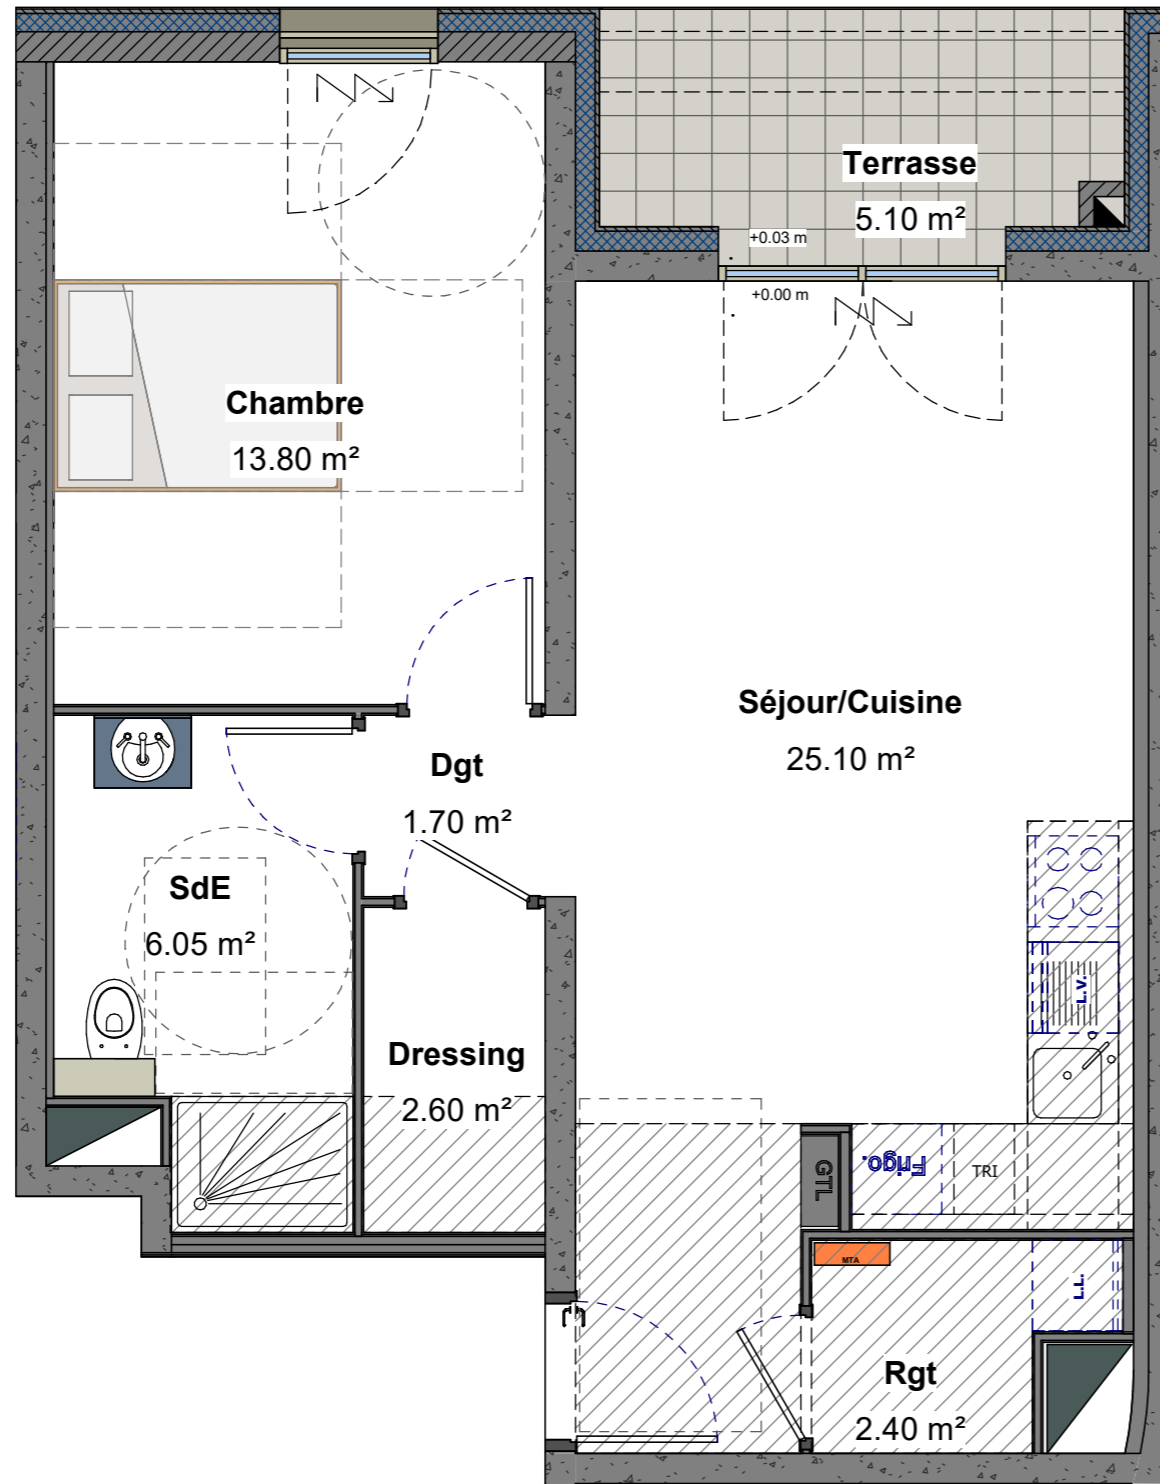 Terrasse
5.10 m²
+0.03 m
+0.00 m
Chambre
13.80 m²
Séjour/Cuisine
25.10 m²
Dgt
1.70 m²
SdE
6.05 m²
L.V.
Dressing
2.60 m²
GTL
Frigo.
TRI
MTA
L.L.
Rgt
2.40 m²